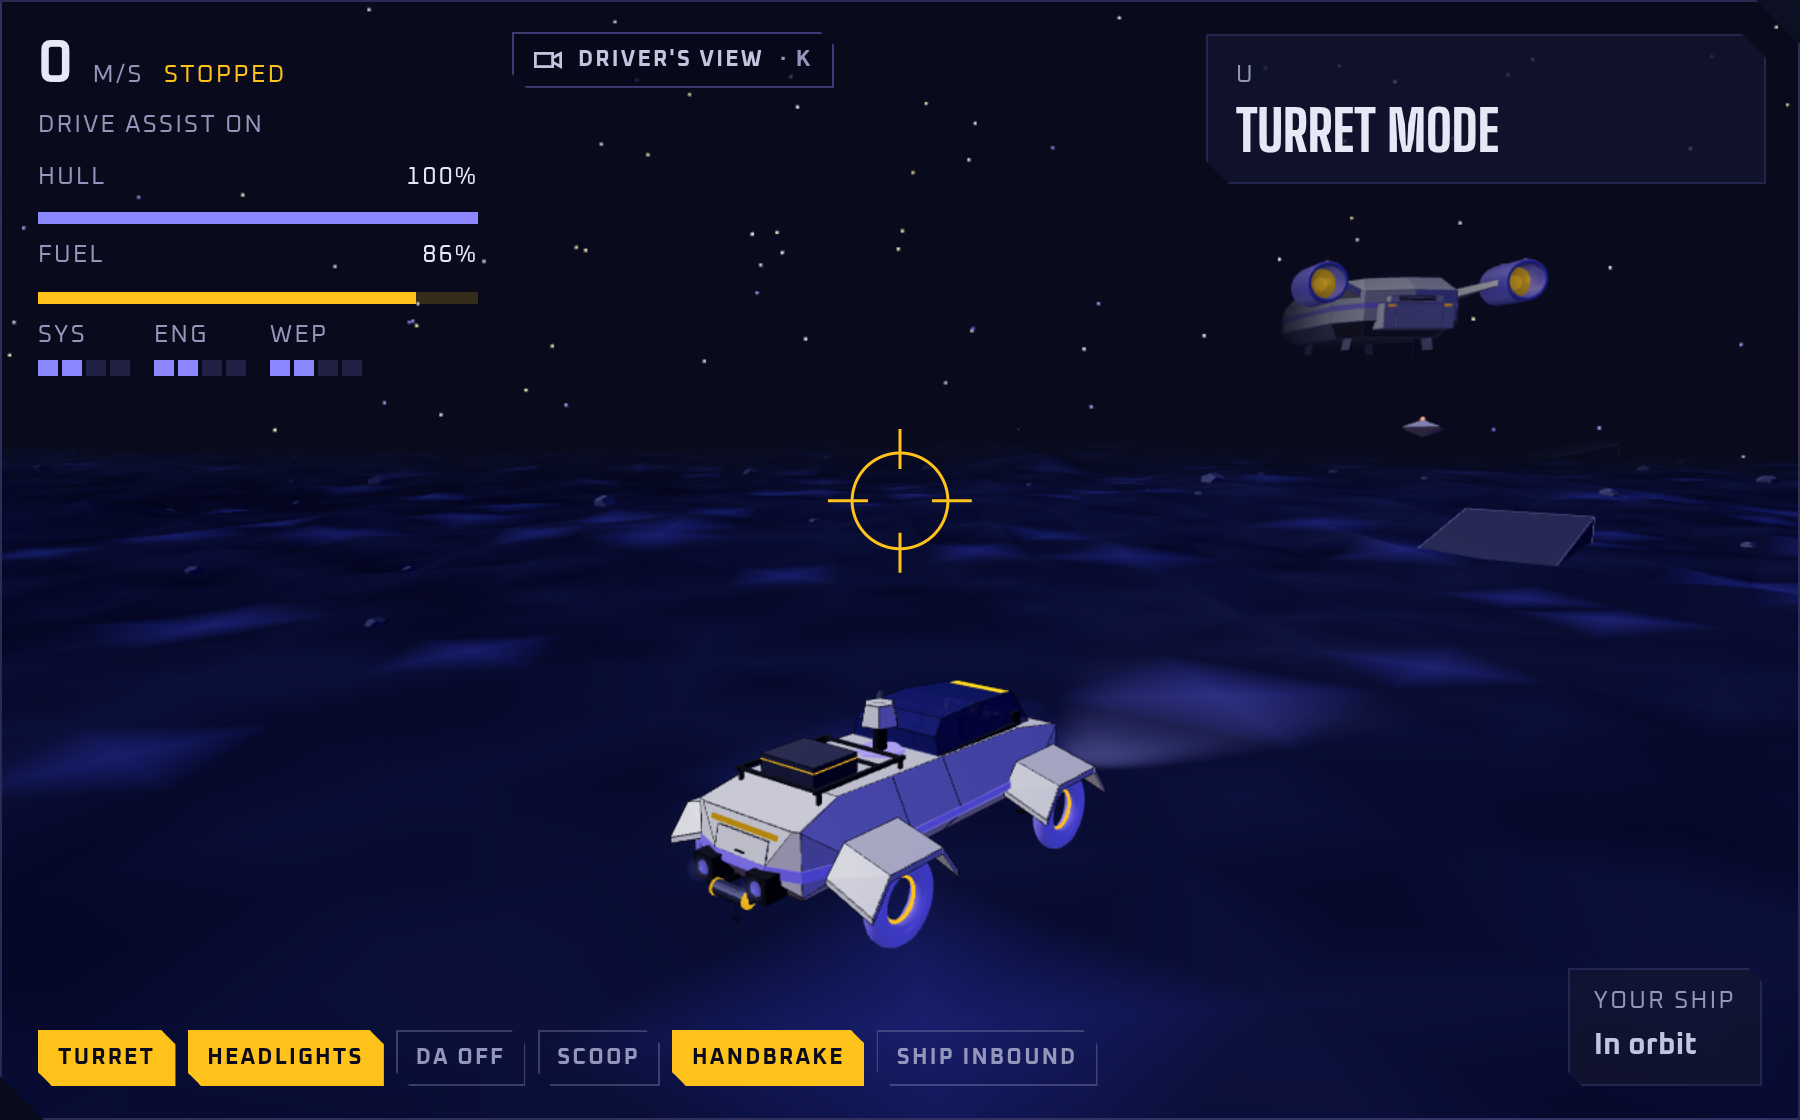 0 M/S STOPPED
DRIVE ASSIST ON
HULL 100%
FUEL 86%
SYS ENG WEP
DRIVER'S VIEW · K
U
TURRET MODE
TURRET HEADLIGHTS DA OFF SCOOP HANDBRAKE SHIP INBOUND
YOUR SHIP
In orbit